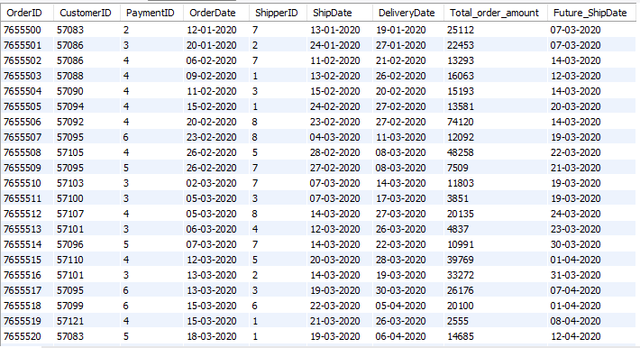 OrderID CustomerID PaymentID OrderDate ShipperID ShipDate DeliveryDate Total_order_amount Future_ShipDate
7655500 57083 2 12-01-2020 7 13-01-2020 19-01-2020 25112 07-03-2020
7655501 57086 3 20-01-2020 2 24-01-2020 27-01-2020 22453 07-03-2020
7655502 57086 4 06-02-2020 7 11-02-2020 21-02-2020 13293 14-03-2020
7655503 57088 4 09-02-2020 1 13-02-2020 26-02-2020 16063 12-03-2020
7655504 57090 4 11-02-2020 3 15-02-2020 20-02-2020 15193 14-03-2020
7655505 57094 4 15-02-2020 1 24-02-2020 27-02-2020 13581 20-03-2020
7655506 57092 4 20-02-2020 8 23-02-2020 27-02-2020 74120 14-03-2020
7655507 57095 6 23-02-2020 8 04-03-2020 11-03-2020 12092 19-03-2020
7655508 57105 4 26-02-2020 5 28-02-2020 08-03-2020 48258 22-03-2020
7655509 57095 5 26-02-2020 7 27-02-2020 08-03-2020 7509 21-03-2020
7655510 57103 3 02-03-2020 7 07-03-2020 14-03-2020 11803 19-03-2020
7655511 57100 3 05-03-2020 3 07-03-2020 17-03-2020 3851 19-03-2020
7655512 57107 4 05-03-2020 8 14-03-2020 27-03-2020 20135 24-03-2020
7655513 57101 3 06-03-2020 4 12-03-2020 26-03-2020 4837 23-03-2020
7655514 57096 5 07-03-2020 7 14-03-2020 22-03-2020 10991 30-03-2020
7655515 57110 4 12-03-2020 5 20-03-2020 28-03-2020 39769 01-04-2020
7655516 57101 3 13-03-2020 2 14-03-2020 19-03-2020 33272 31-03-2020
7655517 57095 6 13-03-2020 3 19-03-2020 30-03-2020 26176 07-04-2020
7655518 57099 6 15-03-2020 6 22-03-2020 05-04-2020 20100 01-04-2020
7655519 57121 4 15-03-2020 1 21-03-2020 26-03-2020 2555 08-04-2020
7655520 57083 5 18-03-2020 1 19-03-2020 06-04-2020 14685 12-04-2020